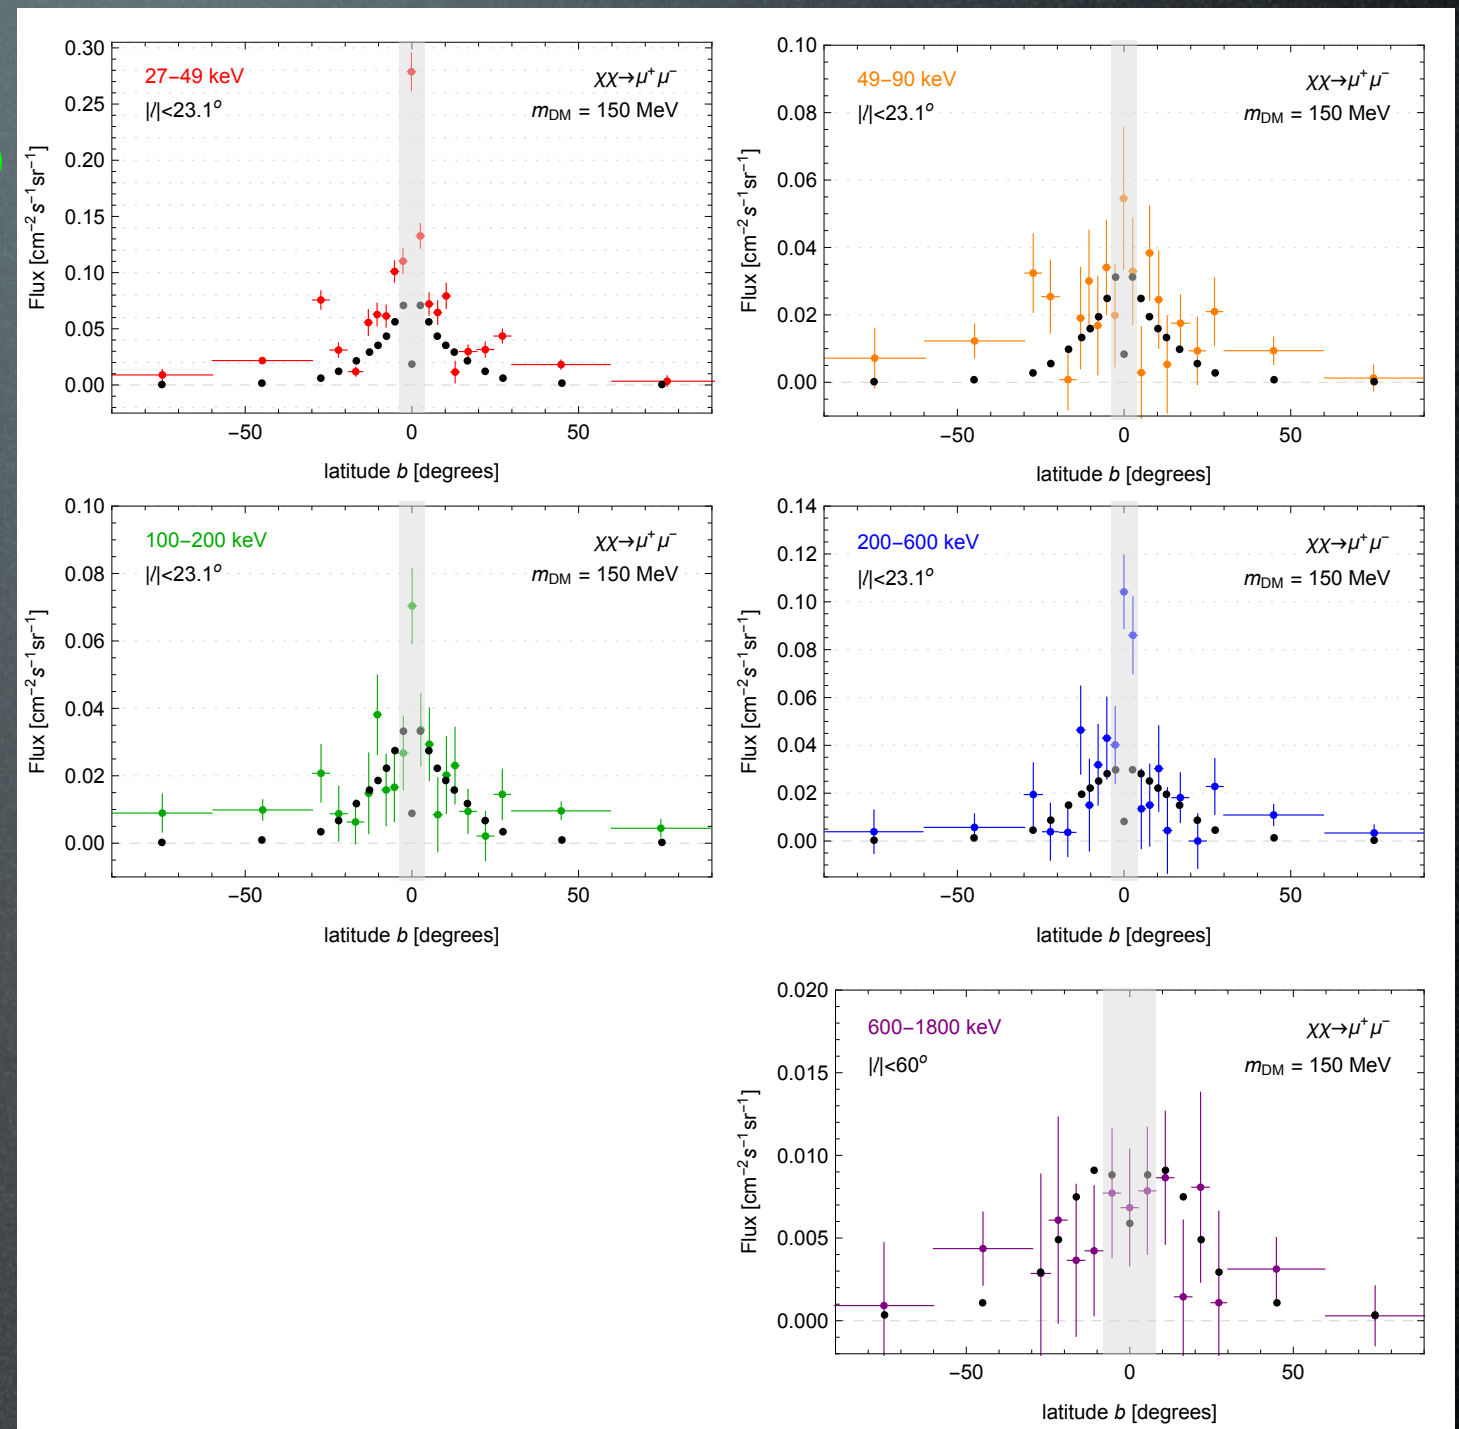 27–49 keV
χχ→μ⁺μ⁻
|l|<23.1°
m_DM = 150 MeV
Flux [cm⁻²s⁻¹sr⁻¹]
0.30
0.25
0.20
0.15
0.10
0.05
0.00
−50
0
50
latitude b [degrees]
49–90 keV
χχ→μ⁺μ⁻
|l|<23.1°
m_DM = 150 MeV
Flux [cm⁻²s⁻¹sr⁻¹]
0.10
0.08
0.06
0.04
0.02
0.00
−50
0
50
latitude b [degrees]
100–200 keV
χχ→μ⁺μ⁻
|l|<23.1°
m_DM = 150 MeV
Flux [cm⁻²s⁻¹sr⁻¹]
0.10
0.08
0.06
0.04
0.02
0.00
−50
0
50
latitude b [degrees]
200–600 keV
χχ→μ⁺μ⁻
|l|<23.1°
m_DM = 150 MeV
Flux [cm⁻²s⁻¹sr⁻¹]
0.14
0.12
0.10
0.08
0.06
0.04
0.02
0.00
−50
0
50
latitude b [degrees]
600–1800 keV
χχ→μ⁺μ⁻
|l|<60°
m_DM = 150 MeV
Flux [cm⁻²s⁻¹sr⁻¹]
0.020
0.015
0.010
0.005
0.000
−50
0
50
latitude b [degrees]